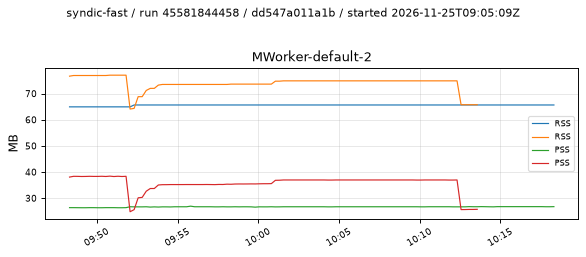 syndic-fast / run 45581844458 / dd547a011a1b / started 2026-11-25T09:05:09Z
MWorker-default-2
MB
70
60
50
40
30
RSS
RSS
PSS
PSS
09:50
09:55
10:00
10:05
10:10
10:15